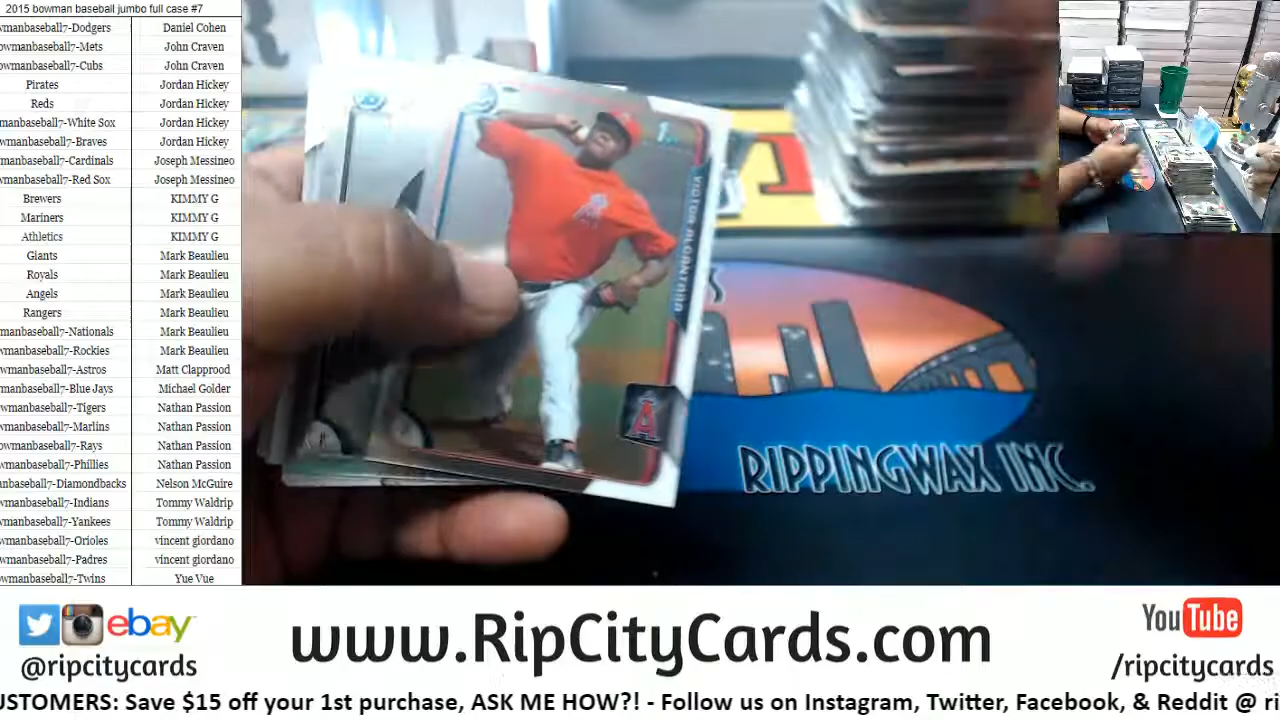 2015 bowman baseball jumbo full case #7
wmanbaseball7-Dodgers Daniel Cohen
owmanbaseball7-Mets John Craven
owmanbaseball7-Cubs John Craven
Pirates Jordan Hickey
Reds Jordan Hickey
manbaseball7-White Sox Jordan Hickey
wmanbaseball7-Braves Jordan Hickey
manbaseball7-Cardinals Joseph Messineo
wmanbaseball7-Red Sox Joseph Messineo
Brewers KIMMY G
Mariners KIMMY G
Athletics KIMMY G
Giants Mark Beaulieu
Royals Mark Beaulieu
Angels Mark Beaulieu
Rangers Mark Beaulieu
manbaseball7-Nationals Mark Beaulieu
wmanbaseball7-Rockies Mark Beaulieu
wmanbaseball7-Astros Matt Clapprood
manbaseball7-Blue Jays Michael Golder
wmanbaseball7-Tigers Nathan Passion
wmanbaseball7-Marlins Nathan Passion
owmanbaseball7-Rays Nathan Passion
wmanbaseball7-Phillies Nathan Passion
anbaseball7-Diamondbacks Nelson McGuire
wmanbaseball7-Indians Tommy Waldrip
wmanbaseball7-Yankees Tommy Waldrip
wmanbaseball7-Orioles vincent giordano
wmanbaseball7-Padres vincent giordano
wmanbaseball7-Twins Yue Vue
1st
VICTOR ALCANTARA
A
RIPPINGWAX INC.
ebay
@ripcitycards
www.RipCityCards.com
YouTube
/ripcitycards
USTOMERS: Save $15 off your 1st purchase, ASK ME HOW?! - Follow us on Instagram, Twitter, Facebook, & Reddit @ ri